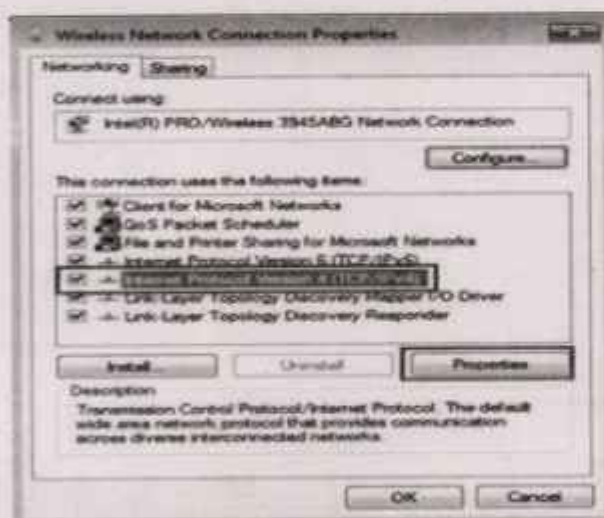 Wireless Network Connection Properties
Networking Sharing
Connect using:
Intel(R) PRO/Wireless 3945ABG Network Connection
Configure...
This connection uses the following items:
Client for Microsoft Networks
QoS Packet Scheduler
File and Printer Sharing for Microsoft Networks
Internet Protocol Version 6 (TCP/IPv6)
Link-Layer Topology Discovery Mapper I/O Driver
Link-Layer Topology Discovery Responder
Install... Uninstall Properties
Description
Transmission Control Protocol/Internet Protocol. The default
wide area network protocol that provides communication
across diverse interconnected networks.
OK Cancel